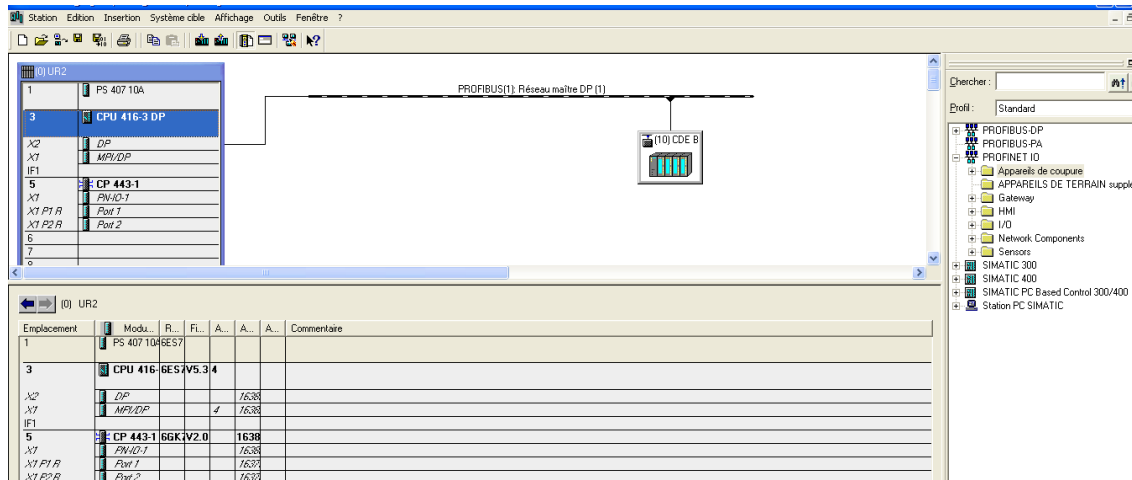 Station Edition Insertion Système cible Affichage Outils Fenêtre ?
(0) UR2
1 PS 407 10A
3 CPU 416-3 DP
X2 DP
X1 MPI/DP
IF1
5 CP 443-1
X1 PN-IO-1
X1 P1 R Port 1
X1 P2 R Port 2
6
7
PROFIBUS(1): Réseau maître DP (1)
(10) CDE B
Chercher :
Profil : Standard
PROFIBUS-DP
PROFIBUS-PA
PROFINET IO
Appareils de coupure
APPAREILS DE TERRAIN supple
Gateway
HMI
I/O
Network Components
Sensors
SIMATIC 300
SIMATIC 400
SIMATIC PC Based Control 300/400
Station PC SIMATIC
(0) UR2
Emplacement Modu... R... Fi... A... A... A... Commentaire
1 PS 407 10A 6ES7
3 CPU 416- 6ES7 V5.3 4
X2 DP 1638
X1 MPI/DP 4 1638
IF1
5 CP 443-1 6GK7 V2.0 1638
X1 PN-IO-1 1638
X1 P1 R Port 1 1637
X1 P2 R Port 2 1637